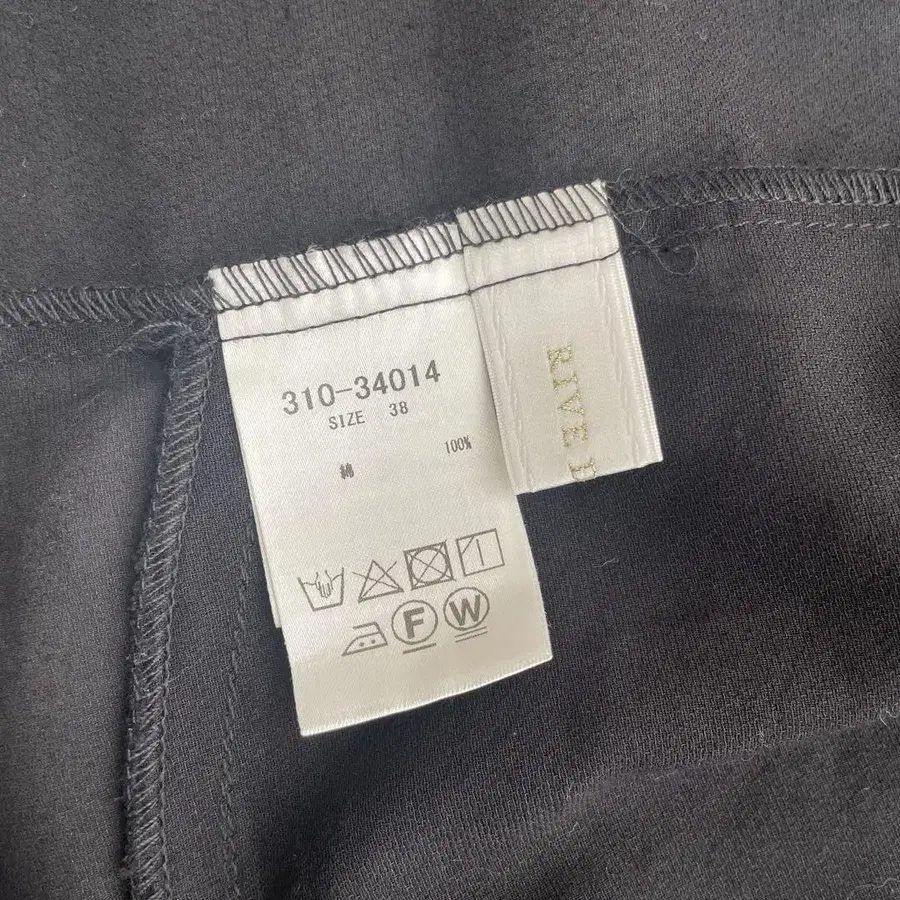 310-34014
SIZE 38
綿 100%
F W
RIVE